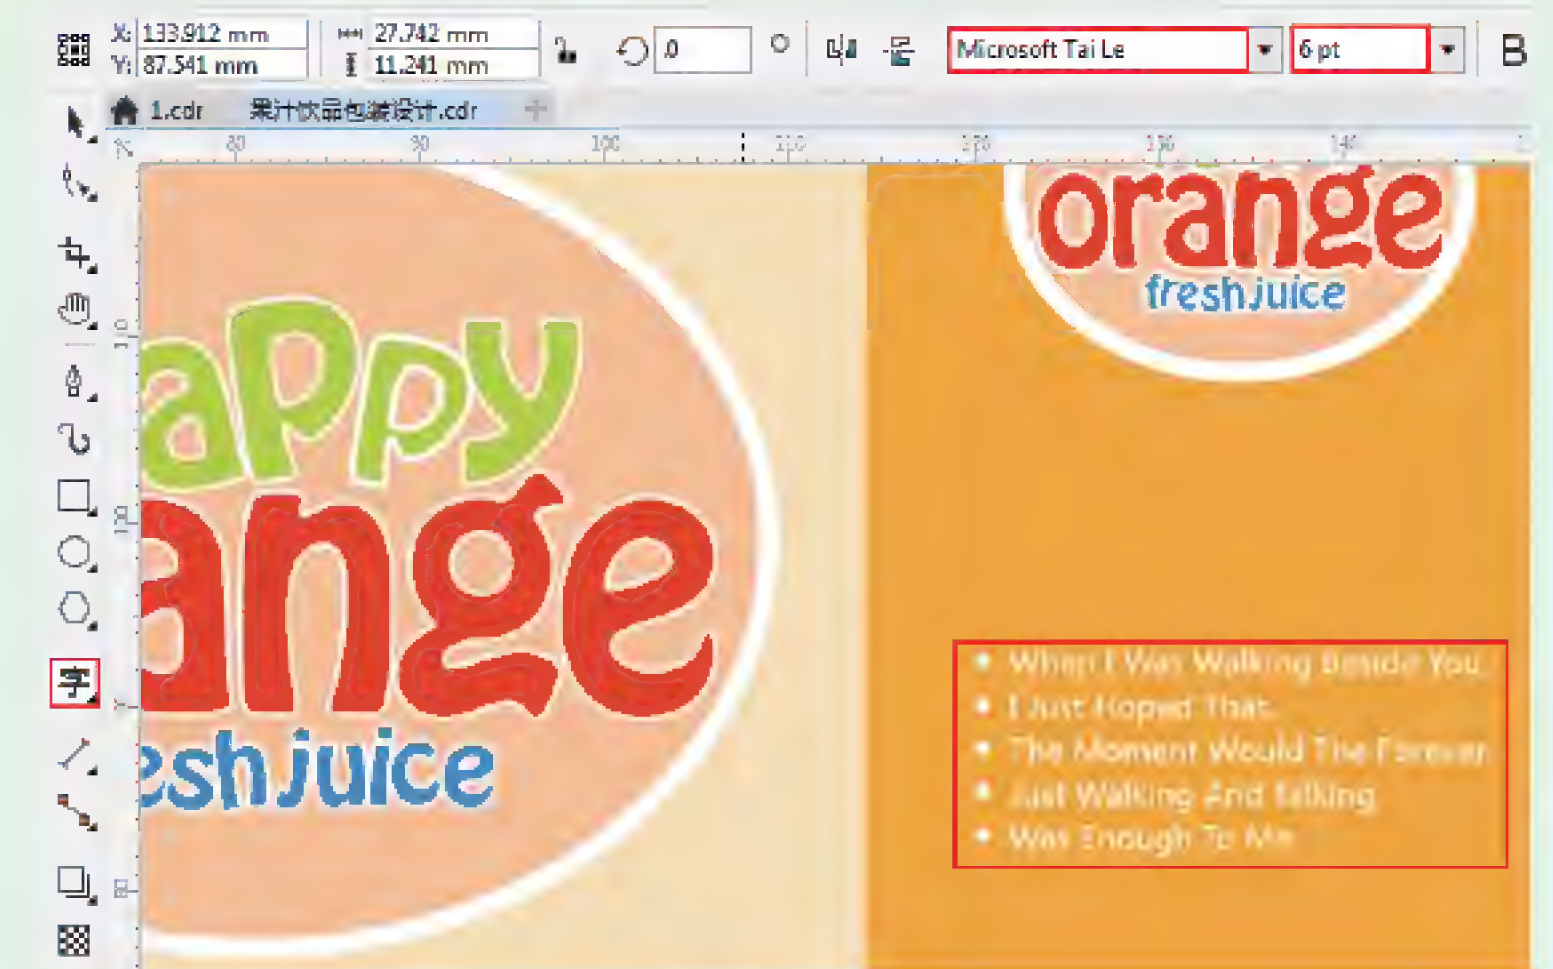 X: 133.912 mm
27.742 mm
Y: 87.541 mm
11.241 mm
.0
Microsoft Tai Le
6 pt
B
1.cdr
果汁饮品包装设计.cdr
80 90 100 110 120 130 140
orange
freshjuice
appy
ange
esh juice
字
When I Was Walking Beside You
I Just Hoped That
The Moment Would The Forever
Just Walking And Talking
Was Enough To Me